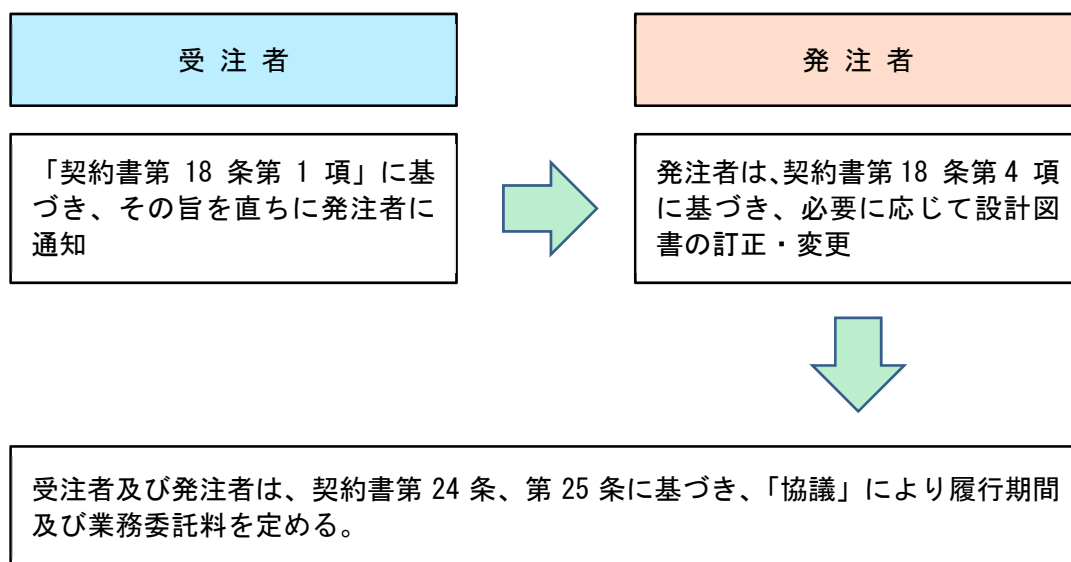 受 注 者
発 注 者
「契約書第 18 条第 1 項」に基
づき、その旨を直ちに発注者に
通知
発注者は、契約書第 18 条第 4 項
に基づき、必要に応じて設計図
書の訂正・変更
受注者及び発注者は、契約書第 24 条、第 25 条に基づき、「協議」により履行期間
及び業務委託料を定める。